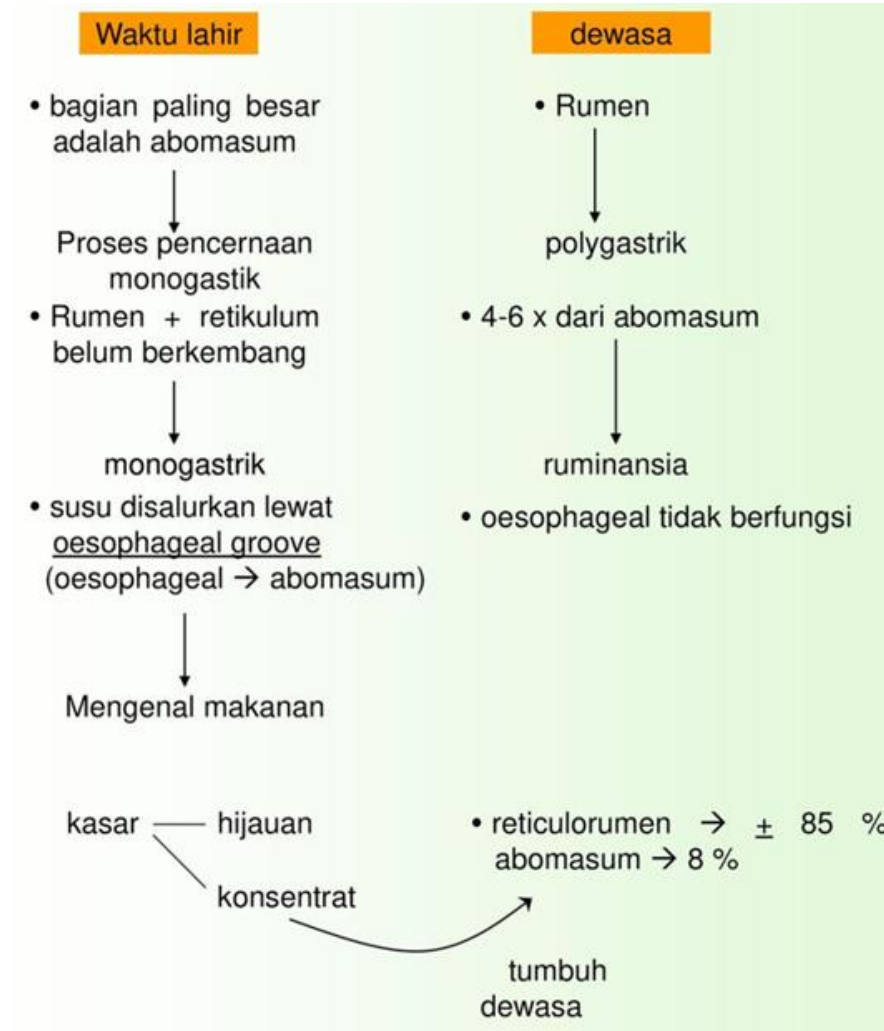 Waktu lahir
• bagian paling besar
adalah abomasum
Proses pencernaan
monogastik
• Rumen + retikulum
belum berkembang
monogastrik
• susu disalurkan lewat
oesophageal groove
(oesophageal → abomasum)
Mengenal makanan
kasar
hijauan
konsentrat
dewasa
• Rumen
polygastrik
• 4-6 x dari abomasum
ruminansia
• oesophageal tidak berfungsi
• reticulorumen → ± 85 %
abomasum → 8 %
tumbuh
dewasa